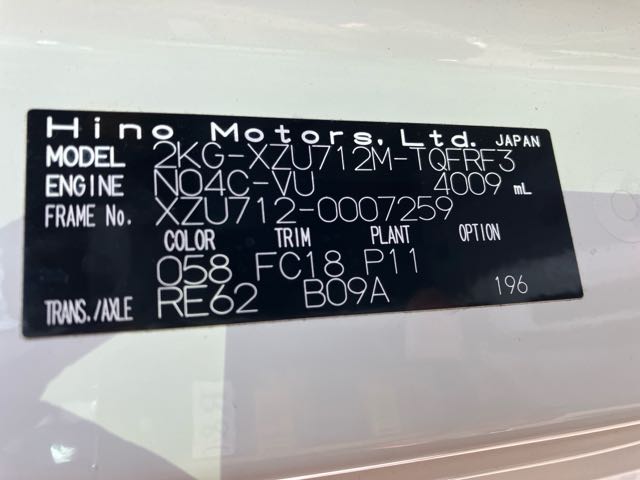 Hino Motors, Ltd. JAPAN
MODEL 2KG-XZU712M-TQFRF3
ENGINE N04C-VU 4009 mL
FRAME No. XZU712-0007259
COLOR TRIM PLANT OPTION
058 FC18 P11
TRANS./AXLE RE62 B09A 196